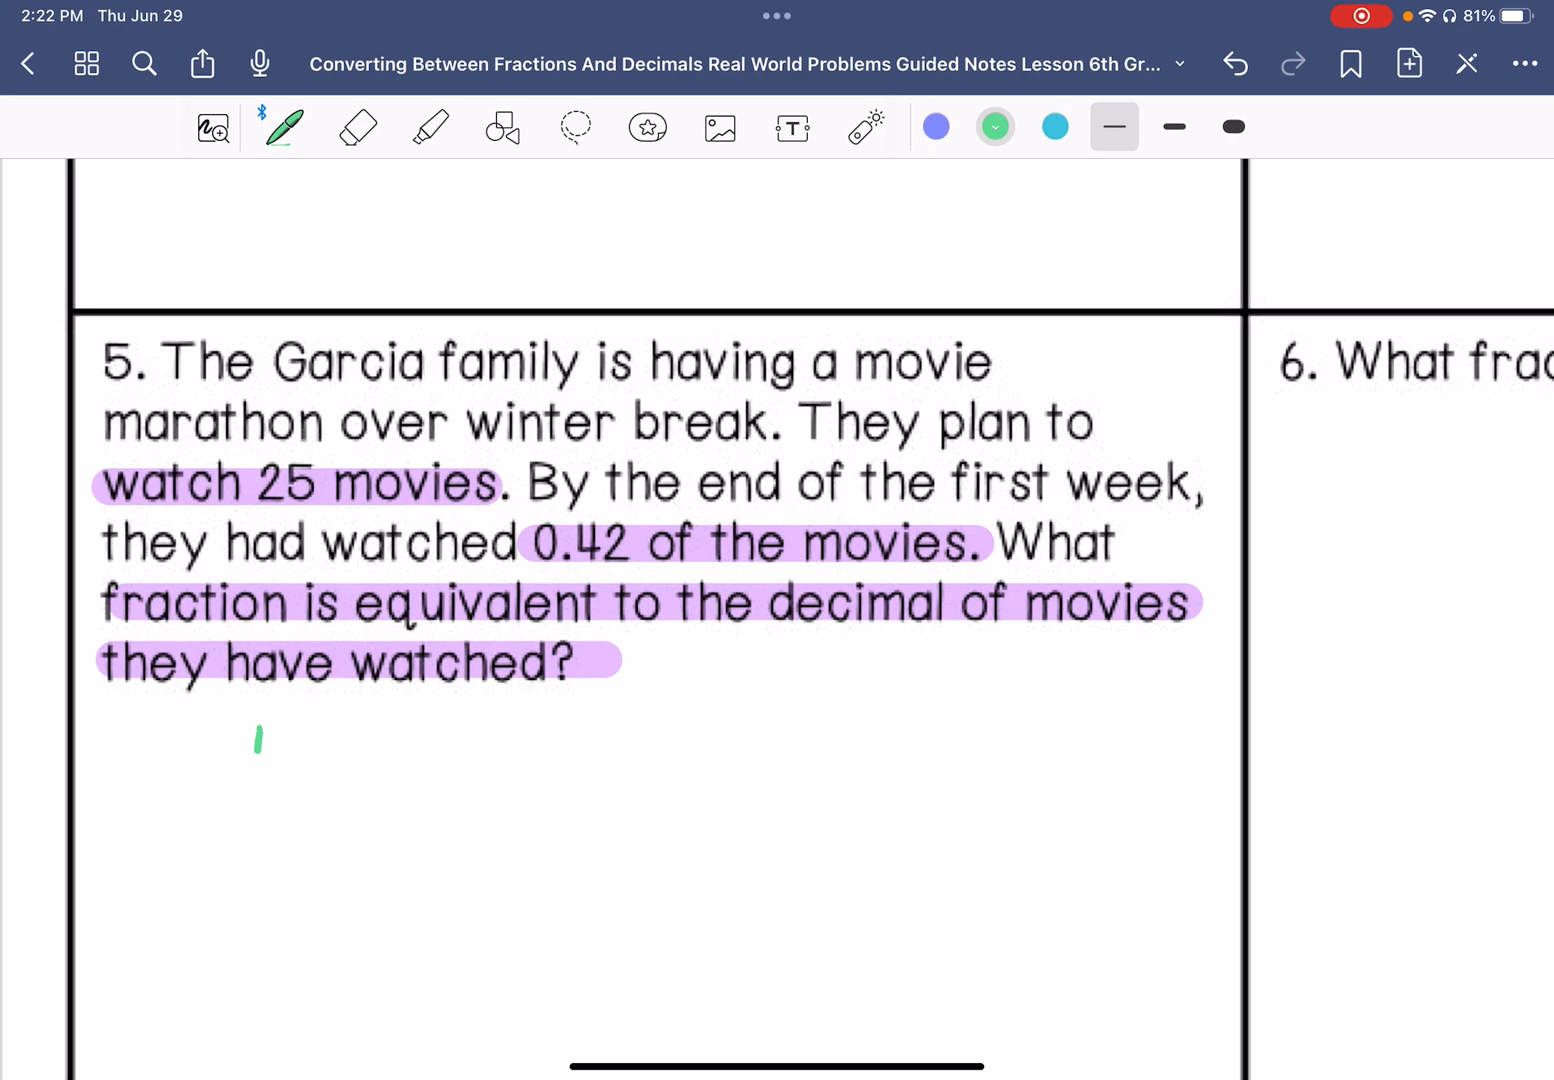 2:22 PM Thu Jun 29
81%
Converting Between Fractions And Decimals Real World Problems Guided Notes Lesson 6th Gr...
T
5. The Garcia family is having a movie
marathon over winter break. They plan to
watch 25 movies. By the end of the first week,
they had watched 0.42 of the movies. What
fraction is equivalent to the decimal of movies
they have watched?
6. What frac